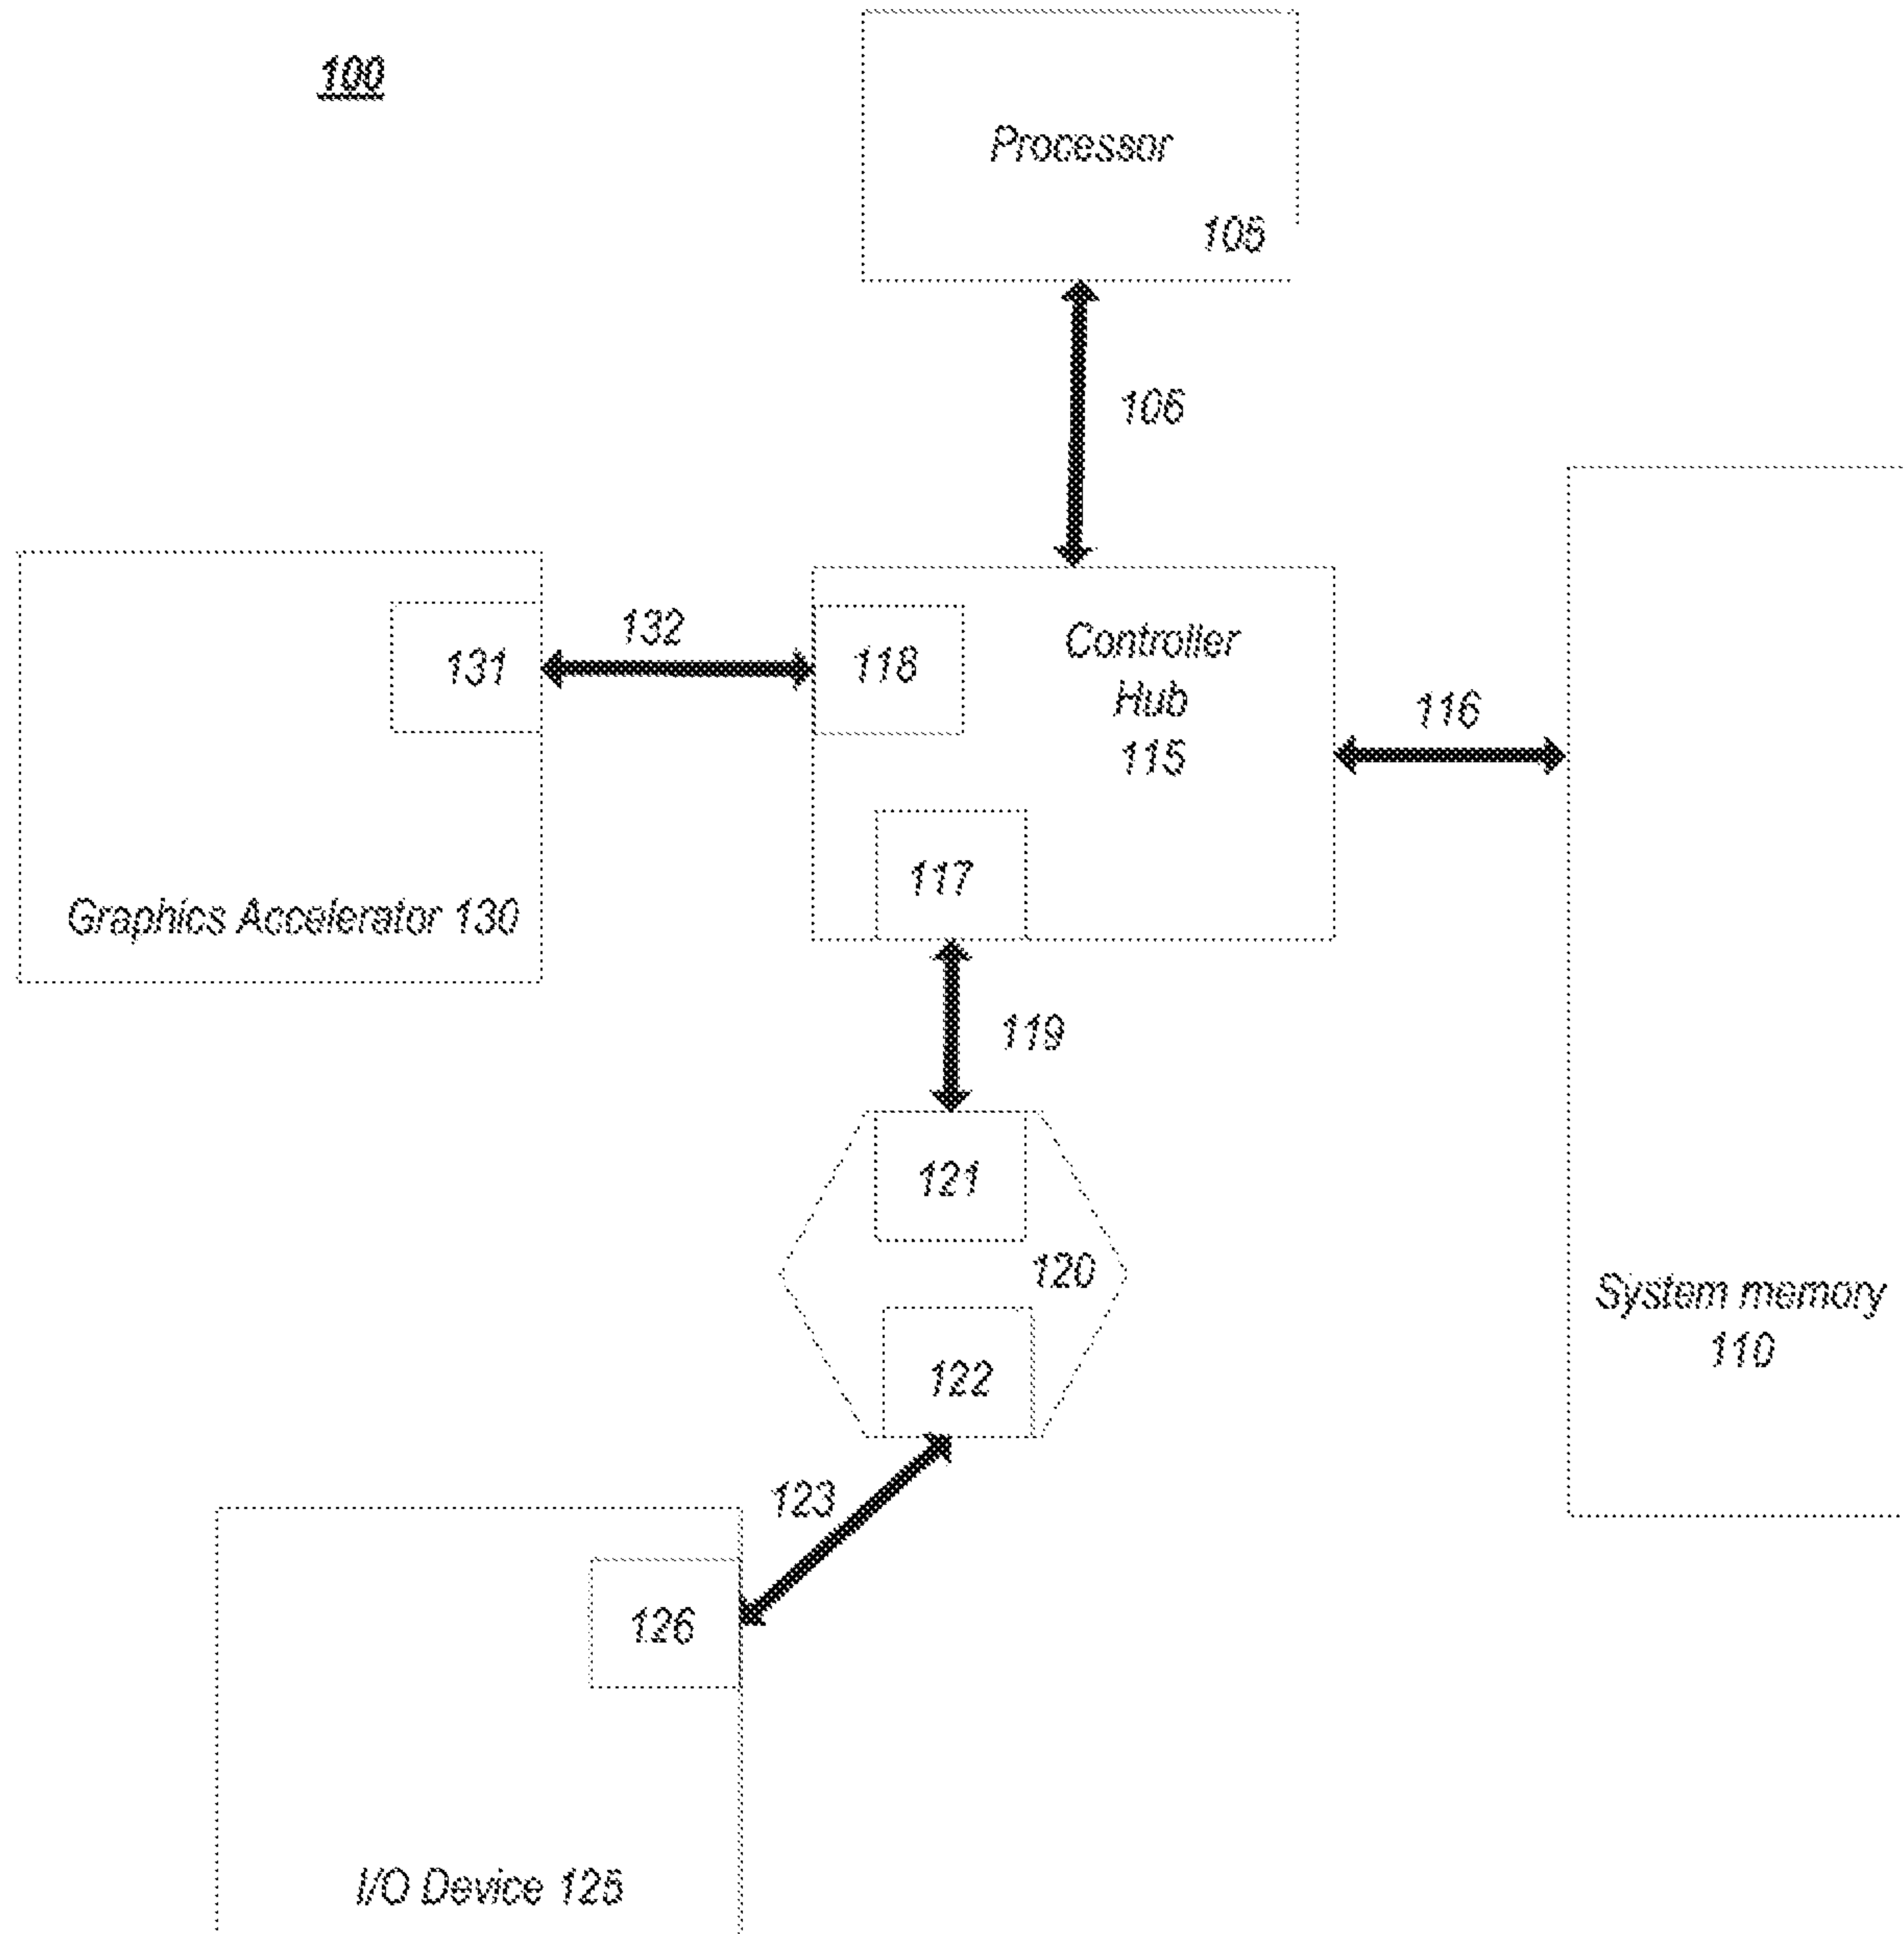 100
Processor
105
106
132
131
118
Controller
Hub
115
116
117
Graphics Accelerator 130
119
121
120
System memory
110
122
123
126
I/O Device 125